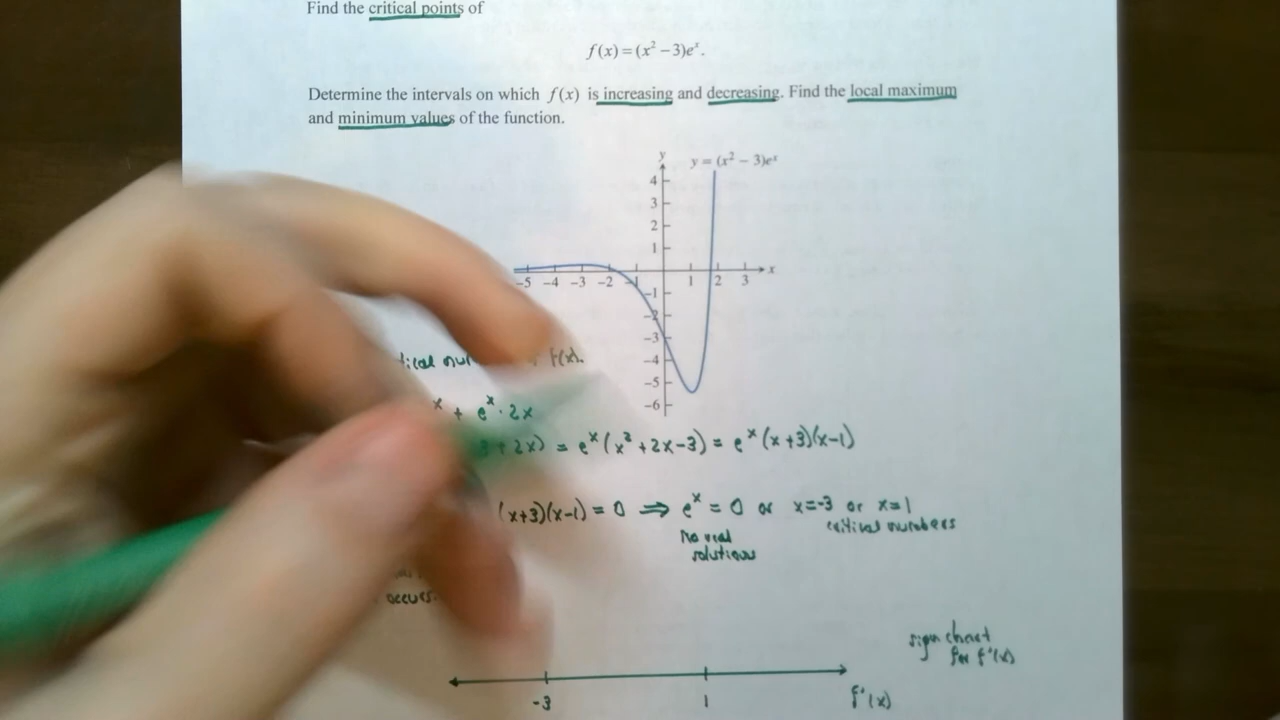 Find the critical points of
f(x)=(x² −3)eˣ.
Determine the intervals on which f(x) is increasing and decreasing. Find the local maximum
and minimum values of the function.
y
y = (x² − 3)eˣ
4
3
2
1
-5 -4 -3 -2 -1 1 2 3 x
-1
-2
-3
-4
-5
-6
f(x).
x + eˣ·2x
+2x) = eˣ(x²+2x-3) = eˣ(x+3)(x-1)
(x+3)(x-1) = 0 ⟹ eˣ = 0 or x=-3 or x=1
No real critical numbers
solutions
occurs.
sign chart
for f'(x)
-3 1 f'(x)